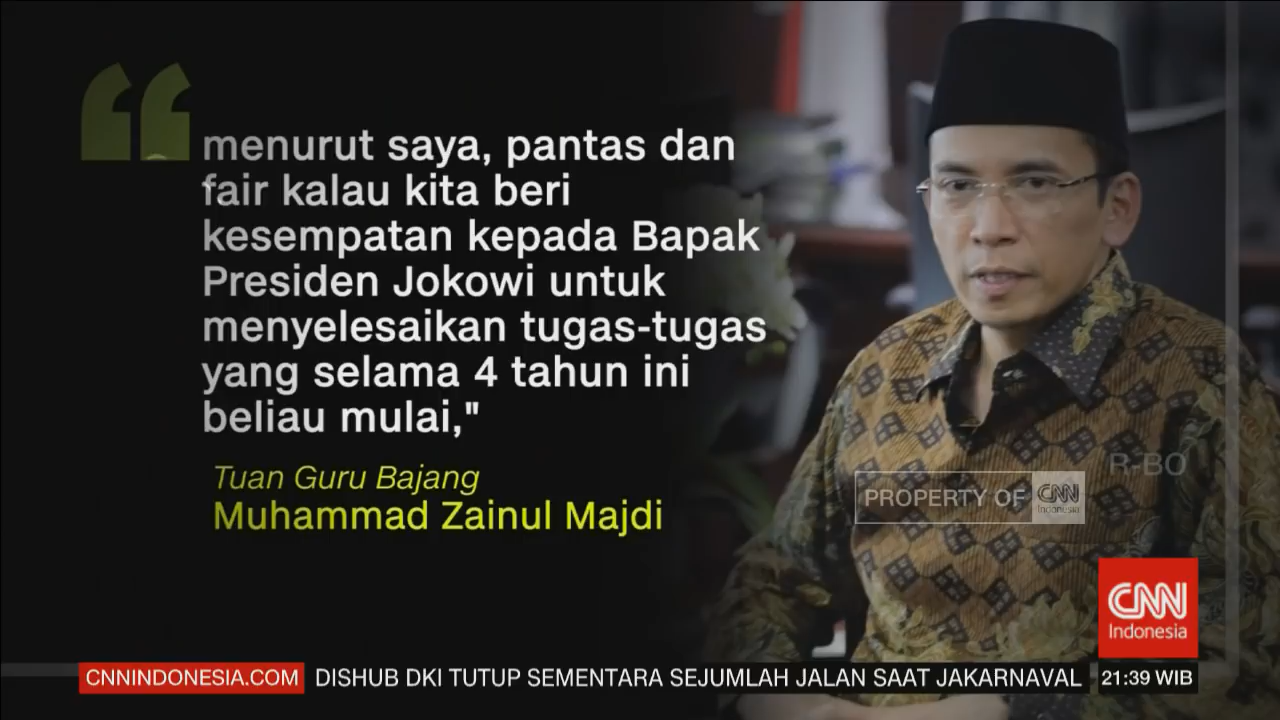 menurut saya, pantas dan
fair kalau kita beri
kesempatan kepada Bapak
Presiden Jokowi untuk
menyelesaikan tugas-tugas
yang selama 4 tahun ini
beliau mulai,"
Tuan Guru Bajang
Muhammad Zainul Majdi
R-BO
PROPERTY OF CNN Indonesia
CNN
Indonesia
CNNINDONESIA.COM DISHUB DKI TUTUP SEMENTARA SEJUMLAH JALAN SAAT JAKARNAVAL 21:39 WIB